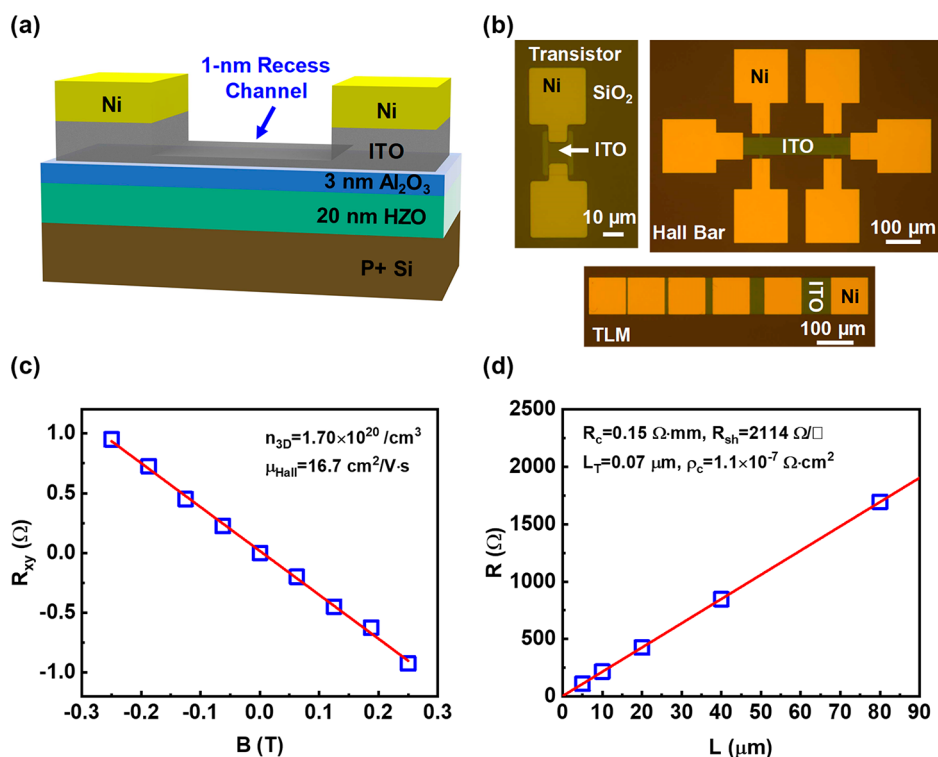 (a)
1-nm Recess
Channel
Ni
Ni
ITO
3 nm Al₂O₃
20 nm HZO
P+ Si
(b)
Transistor
Ni
SiO₂
ITO
10 μm
ITO
Hall Bar
100 μm
ITO
Ni
TLM
100 μm
(c)
n₃D=1.70×10²⁰ /cm³
μHall=16.7 cm²/V·s
Rxy (Ω)
1.0
0.5
0.0
-0.5
-1.0
-0.3 -0.2 -0.1 0.0 0.1 0.2 0.3
B (T)
(d)
Rc=0.15 Ω·mm, Rsh=2114 Ω/□
LT=0.07 μm, ρc=1.1×10⁻⁷ Ω·cm²
R (Ω)
2500
2000
1500
1000
500
0
0 10 20 30 40 50 60 70 80 90
L (μm)